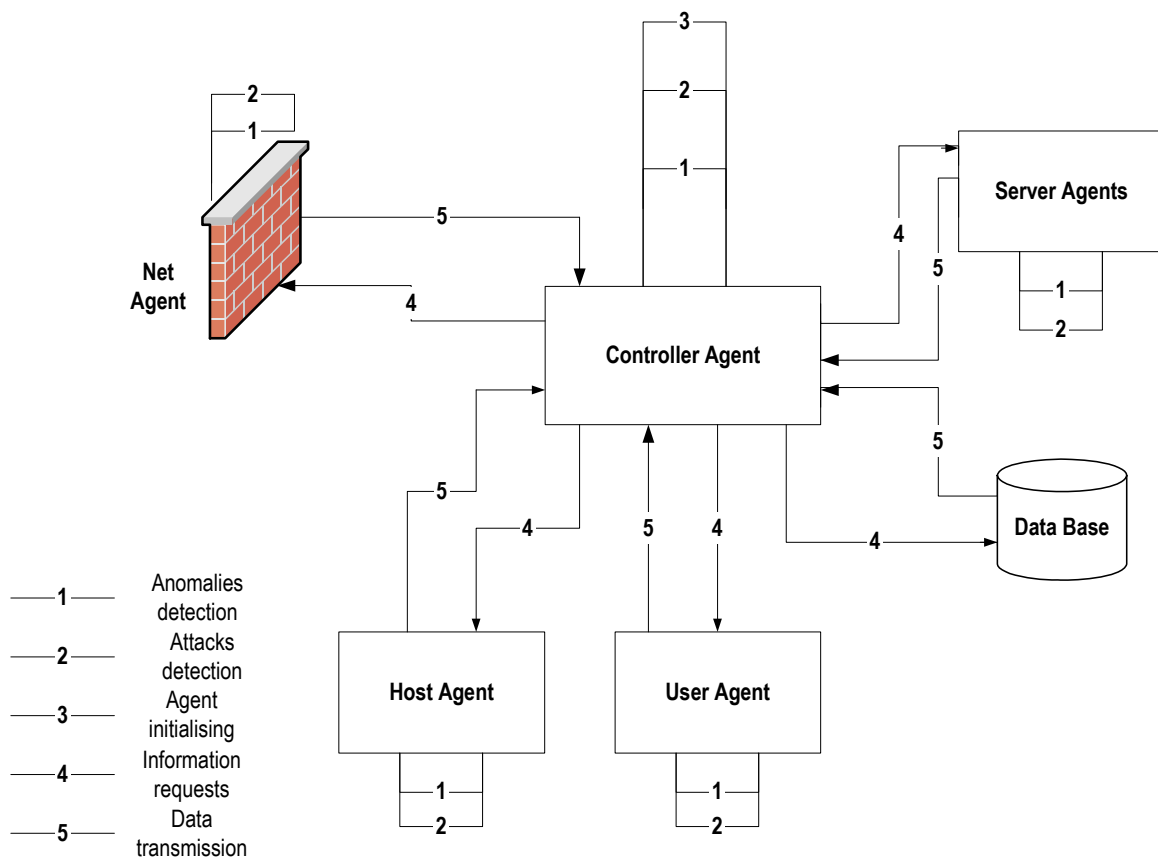 3
2
1
2
1
Net
Agent
5
4
Controller Agent
4
5
Server Agents
1
2
5
4
Data Base
5
4
5
4
Host Agent
1
2
User Agent
1
2
1 Anomalies
detection
2 Attacks
detection
3 Agent
initialising
4 Information
requests
5 Data
transmission